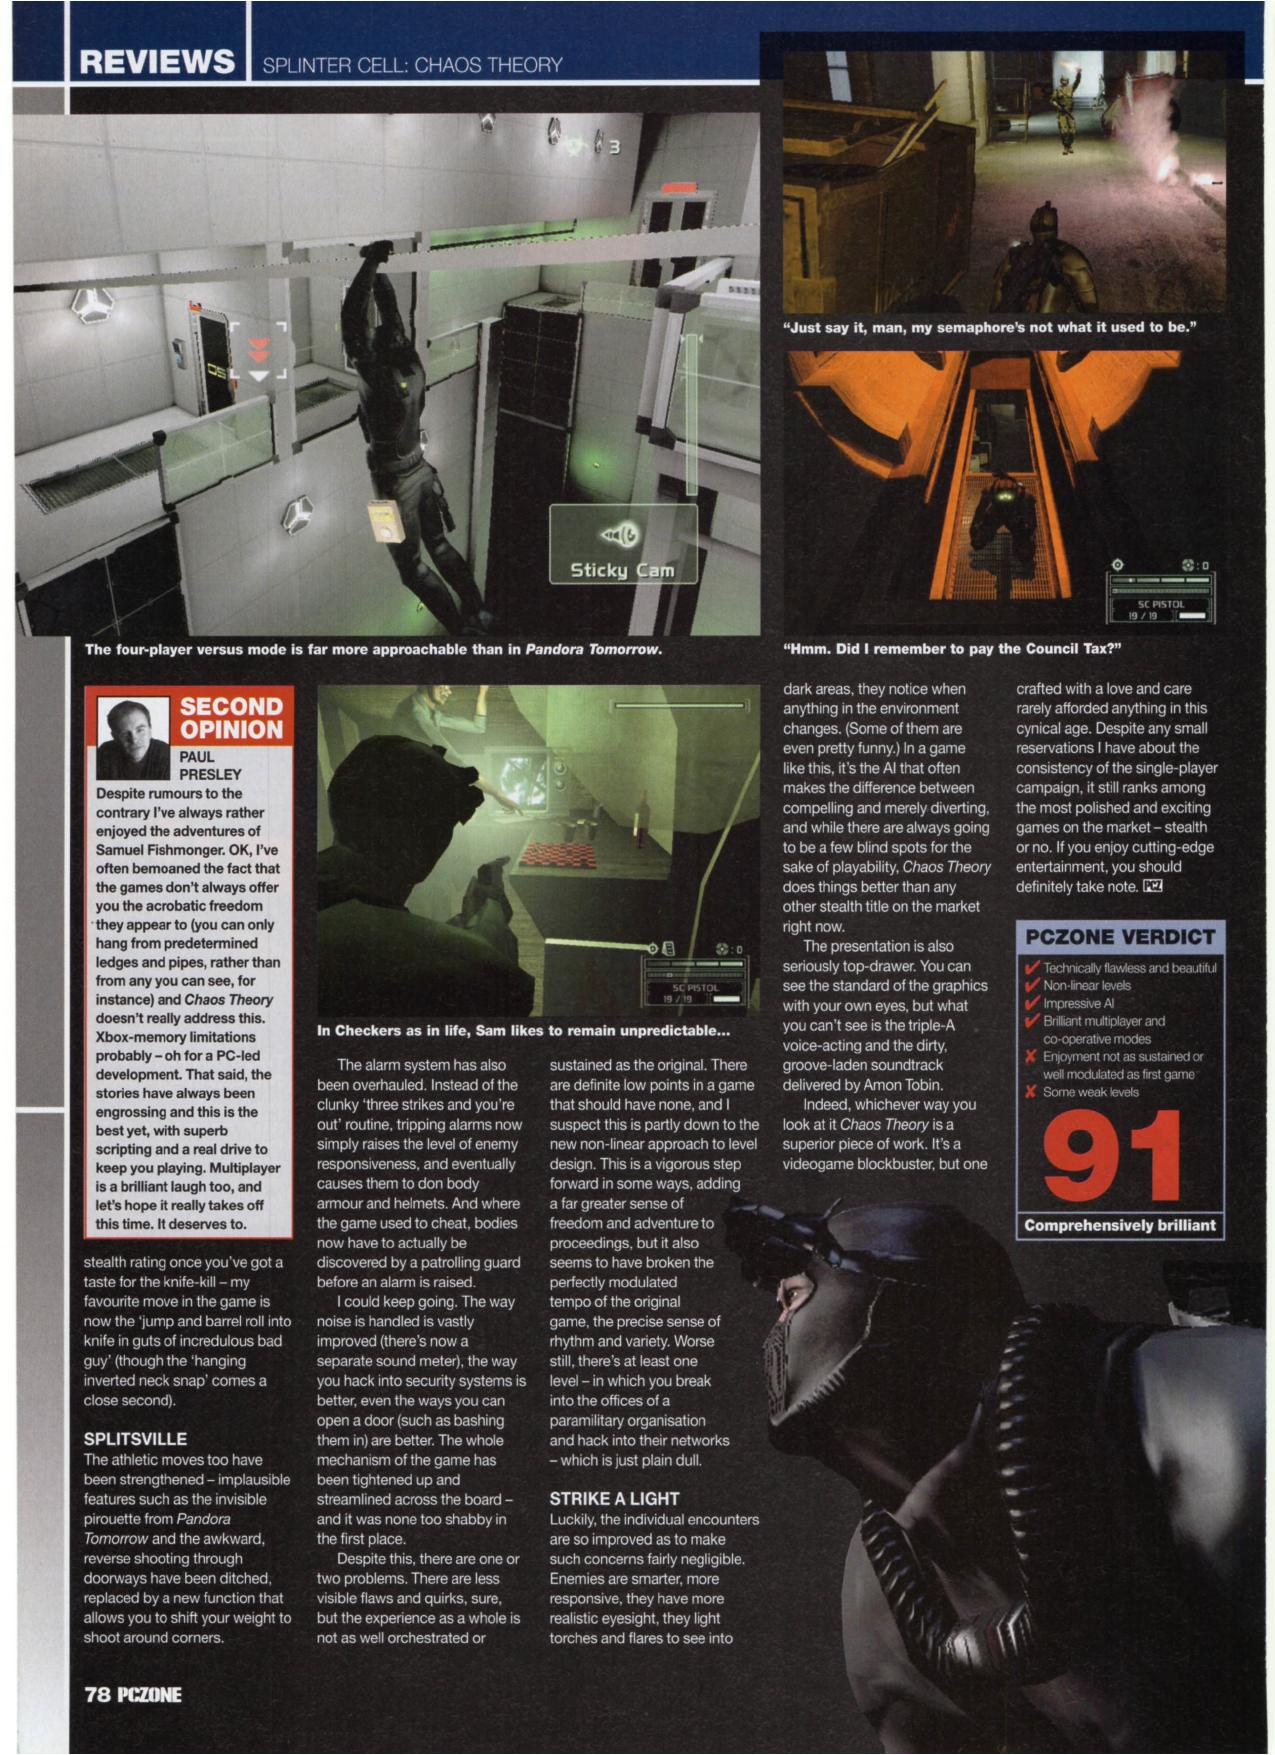 REVIEWS
SPLINTER CELL: CHAOS THEORY
3
05
Sticky Cam
The four-player versus mode is far more approachable than in Pandora Tomorrow.
"Just say it, man, my semaphore's not what it used to be."
: 0
SC PISTOL
19 / 19
"Hmm. Did I remember to pay the Council Tax?"
SECOND
OPINION
PAUL
PRESLEY
Despite rumours to the
contrary I've always rather
enjoyed the adventures of
Samuel Fishmonger. OK, I've
often bemoaned the fact that
the games don't always offer
you the acrobatic freedom
they appear to (you can only
hang from predetermined
ledges and pipes, rather than
from any you can see, for
instance) and Chaos Theory
doesn't really address this.
Xbox-memory limitations
probably – oh for a PC-led
development. That said, the
stories have always been
engrossing and this is the
best yet, with superb
scripting and a real drive to
keep you playing. Multiplayer
is a brilliant laugh too, and
let's hope it really takes off
this time. It deserves to.
stealth rating once you've got a
taste for the knife-kill – my
favourite move in the game is
now the 'jump and barrel roll into
knife in guts of incredulous bad
guy' (though the 'hanging
inverted neck snap' comes a
close second).
SPLITSVILLE
The athletic moves too have
been strengthened – implausible
features such as the invisible
pirouette from Pandora
Tomorrow and the awkward,
reverse shooting through
doorways have been ditched,
replaced by a new function that
allows you to shift your weight to
shoot around corners.
: 0
SC PISTOL
19 / 19
In Checkers as in life, Sam likes to remain unpredictable...
The alarm system has also
been overhauled. Instead of the
clunky 'three strikes and you're
out' routine, tripping alarms now
simply raises the level of enemy
responsiveness, and eventually
causes them to don body
armour and helmets. And where
the game used to cheat, bodies
now have to actually be
discovered by a patrolling guard
before an alarm is raised.
I could keep going. The way
noise is handled is vastly
improved (there's now a
separate sound meter), the way
you hack into security systems is
better, even the ways you can
open a door (such as bashing
them in) are better. The whole
mechanism of the game has
been tightened up and
streamlined across the board –
and it was none too shabby in
the first place.
Despite this, there are one or
two problems. There are less
visible flaws and quirks, sure,
but the experience as a whole is
not as well orchestrated or
sustained as the original. There
are definite low points in a game
that should have none, and I
suspect this is partly down to the
new non-linear approach to level
design. This is a vigorous step
forward in some ways, adding
a far greater sense of
freedom and adventure to
proceedings, but it also
seems to have broken the
perfectly modulated
tempo of the original
game, the precise sense of
rhythm and variety. Worse
still, there's at least one
level – in which you break
into the offices of a
paramilitary organisation
and hack into their networks
– which is just plain dull.
STRIKE A LIGHT
Luckily, the individual encounters
are so improved as to make
such concerns fairly negligible.
Enemies are smarter, more
responsive, they have more
realistic eyesight, they light
torches and flares to see into
dark areas, they notice when
anything in the environment
changes. (Some of them are
even pretty funny.) In a game
like this, it's the AI that often
makes the difference between
compelling and merely diverting,
and while there are always going
to be a few blind spots for the
sake of playability, Chaos Theory
does things better than any
other stealth title on the market
right now.
The presentation is also
seriously top-drawer. You can
see the standard of the graphics
with your own eyes, but what
you can't see is the triple-A
voice-acting and the dirty,
groove-laden soundtrack
delivered by Amon Tobin.
Indeed, whichever way you
look at it Chaos Theory is a
superior piece of work. It's a
videogame blockbuster, but one
crafted with a love and care
rarely afforded anything in this
cynical age. Despite any small
reservations I have about the
consistency of the single-player
campaign, it still ranks among
the most polished and exciting
games on the market – stealth
or no. If you enjoy cutting-edge
entertainment, you should
definitely take note. PCZ
PCZONE VERDICT
✔ Technically flawless and beautiful
✔ Non-linear levels
✔ Impressive AI
✔ Brilliant multiplayer and
co-operative modes
✘ Enjoyment not as sustained or
well modulated as first game
✘ Some weak levels
91
Comprehensively brilliant
78 PCZONE